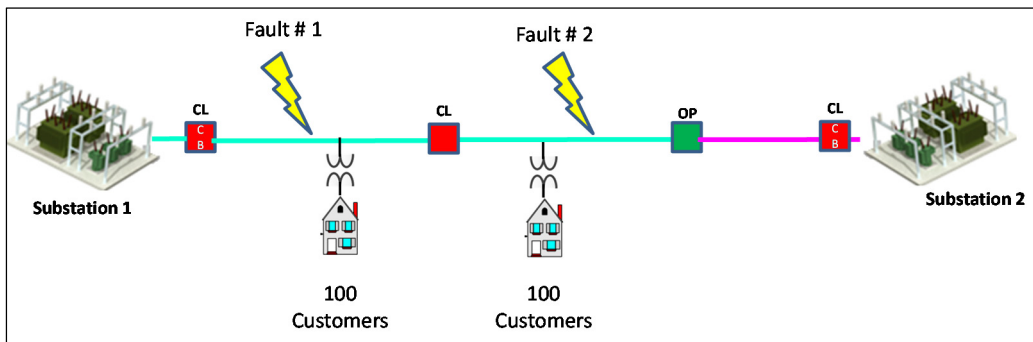 Fault # 1
Fault # 2
CL
CL
OP
CL
C
B
C
B
Substation 1
Substation 2
100
Customers
100
Customers